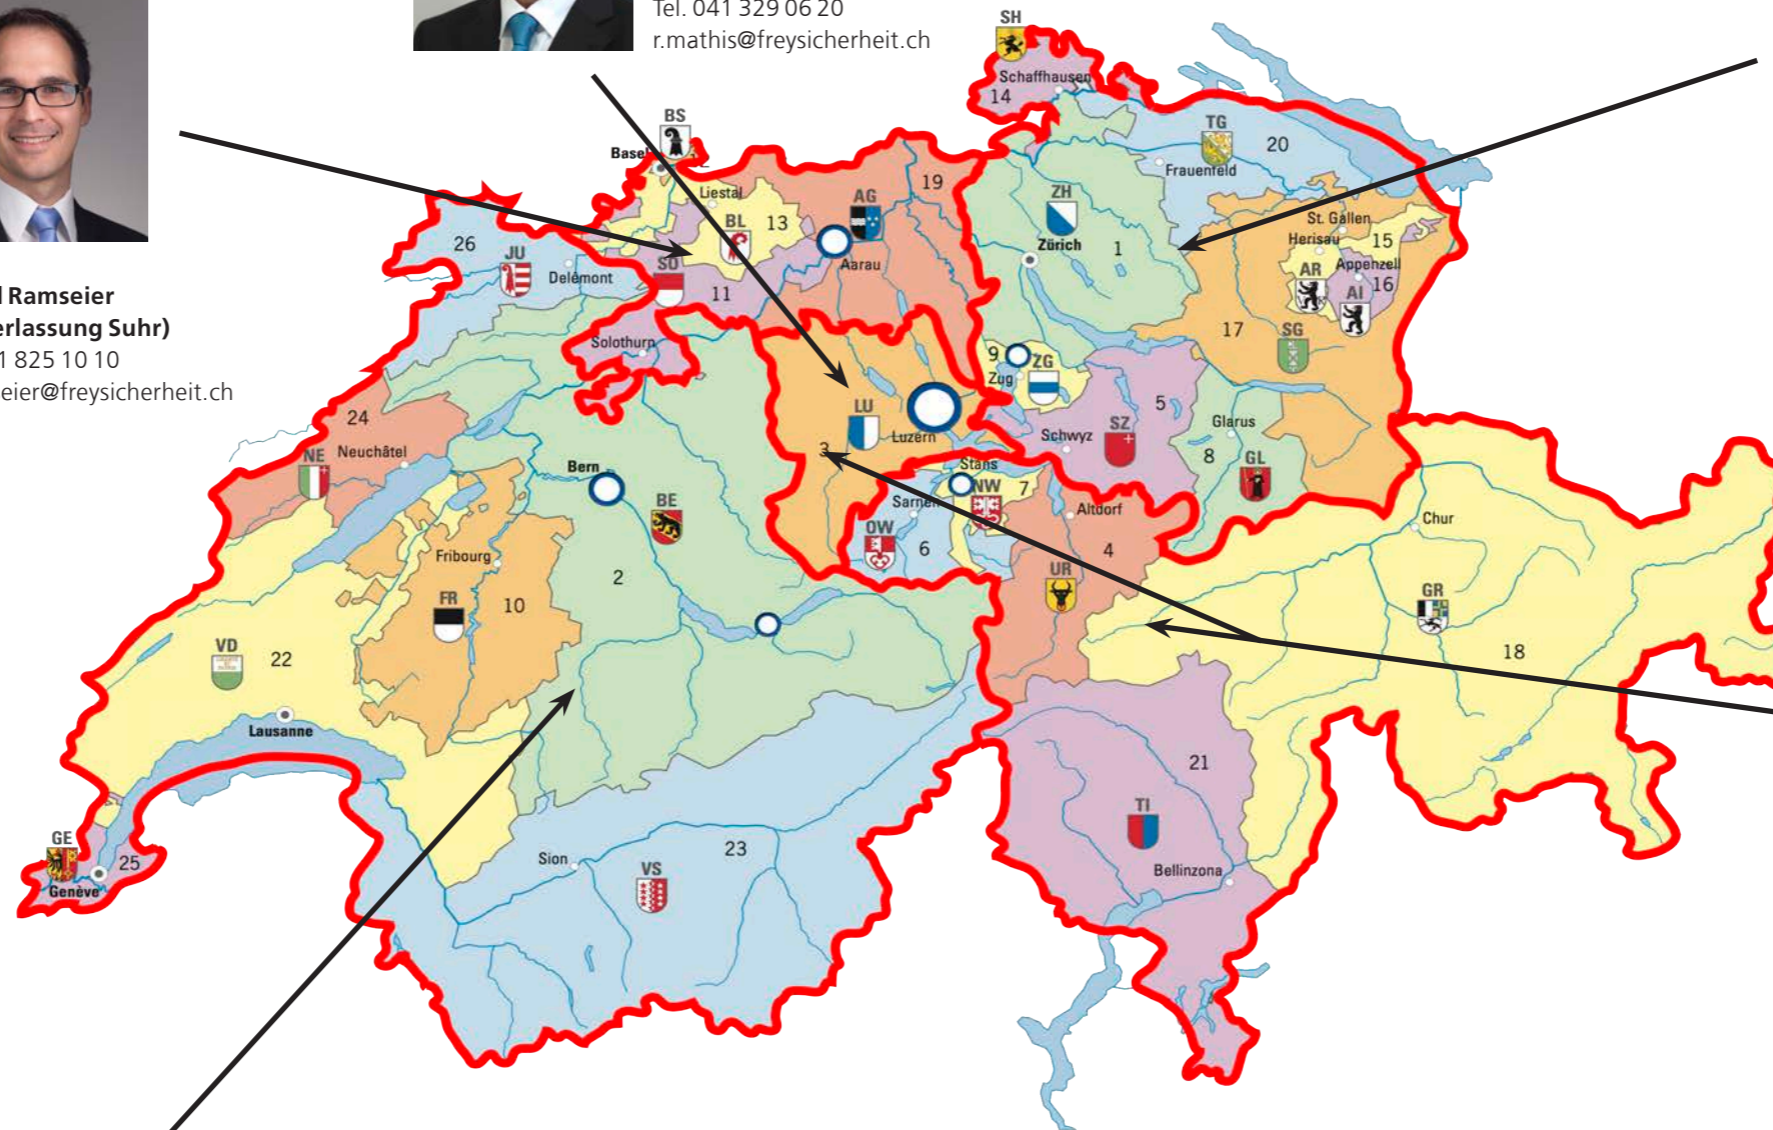 Tel. 041 329 06 20
r.mathis@freysicherheit.ch
Ramseier
erlassung Suhr)
1 825 10 10
eier@freysicherheit.ch
SH
Schaffhausen
14
BS
Basel
TG
20
Frauenfeld
Liestal
19
AG
ZH
BL
13
St. Gallen
26
Herisau
15
JU
Zürich
1
Delémont
SO
Aarau
AR
Appenzell
16
AI
11
17
SG
Solothurn
9
ZG
Zug
24
LU
5
Glarus
Neuchâtel
Luzern
Schwyz
SZ
NE
3
8
GL
Bern
Stans
NW
7
BE
Sarnen
Altdorf
Chur
OW
6
4
Fribourg
2
UR
GR
FR
10
VD
22
18
Lausanne
21
TI
GE
25
Sion
23
VS
Bellinzona
Genève